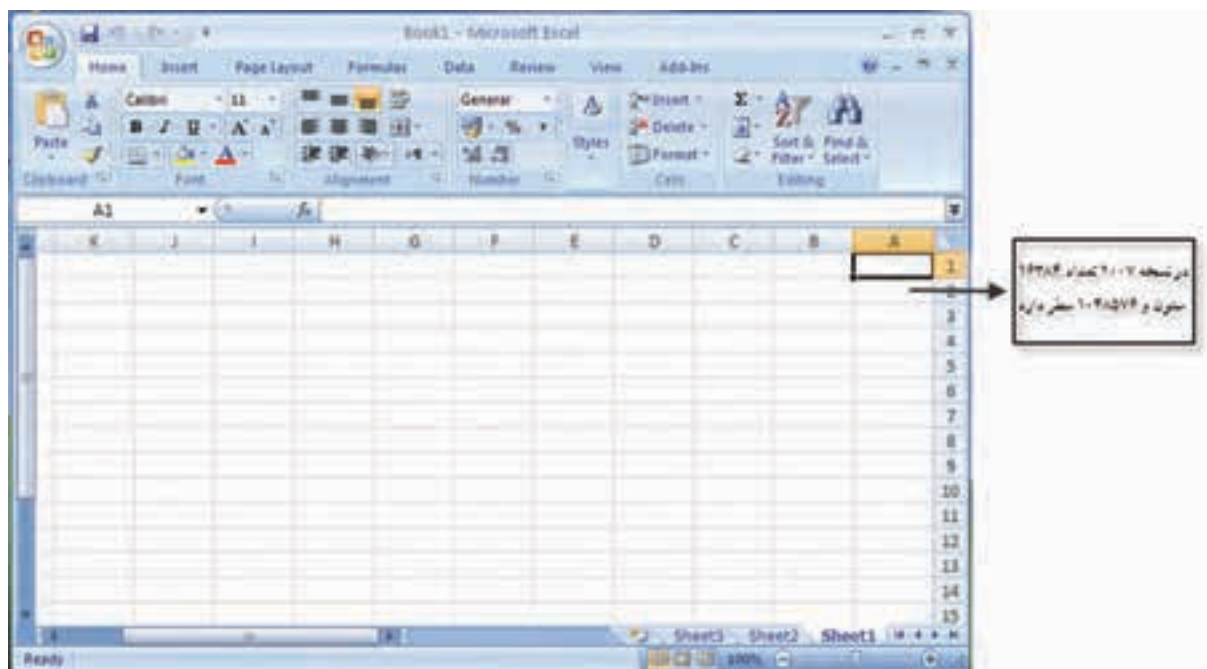 Book1 - Microsoft Excel
Home Insert Page Layout Formulas Data Review View Add-Ins
Calibri 11 General Insert Σ
Paste B I U A A % Styles Delete Sort & Filter Find & Select
A Format
Clipboard Font Alignment Number Cells Editing
A1 fx
K J I H G F E D C B A
1
2
3
4
5
6
7
8
9
10
11
12
13
14
15
Sheet3 Sheet2 Sheet1
Ready 100%
در نسخه ۲۰۰۷ تعداد ۱۶۳۸۴
ستون و ۱۰۴۸۵۷۶ سطر دارد